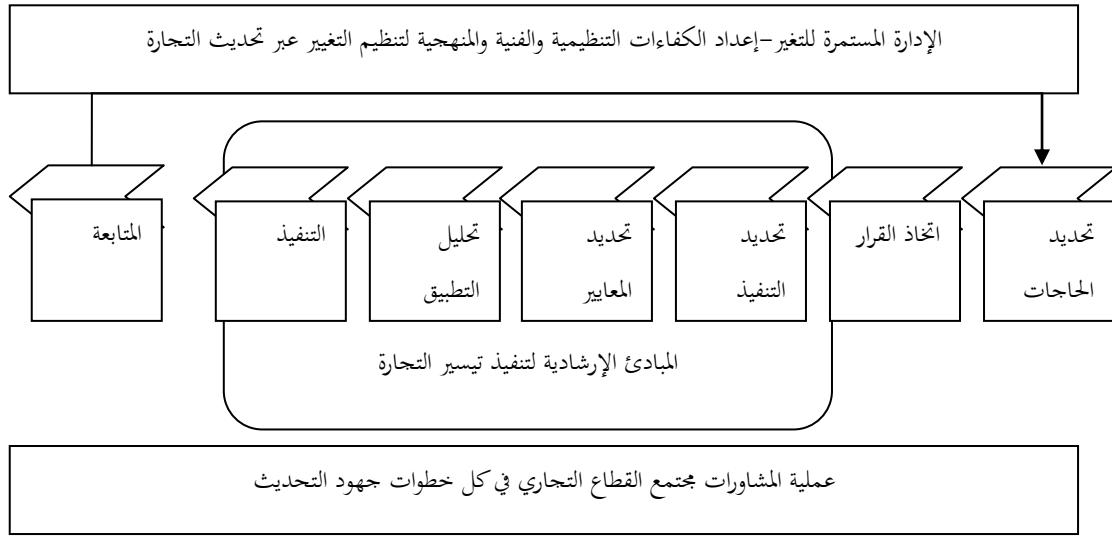 الإدارة المستمرة للتغير–إعداد الكفاءات التنظيمية والفنية والمنهجية لتنظيم التغيير عبر تحديث التجارة
تحديد
الحاجات
اتخاذ القرار
تحديد
التنفيذ
تحديد
المعايير
تحليل
التطبيق
التنفيذ
المتابعة
المبادئ الإرشادية لتنفيذ تيسير التجارة
عملية المشاورات مجتمع القطاع التجاري في كل خطوات جهود التحديث